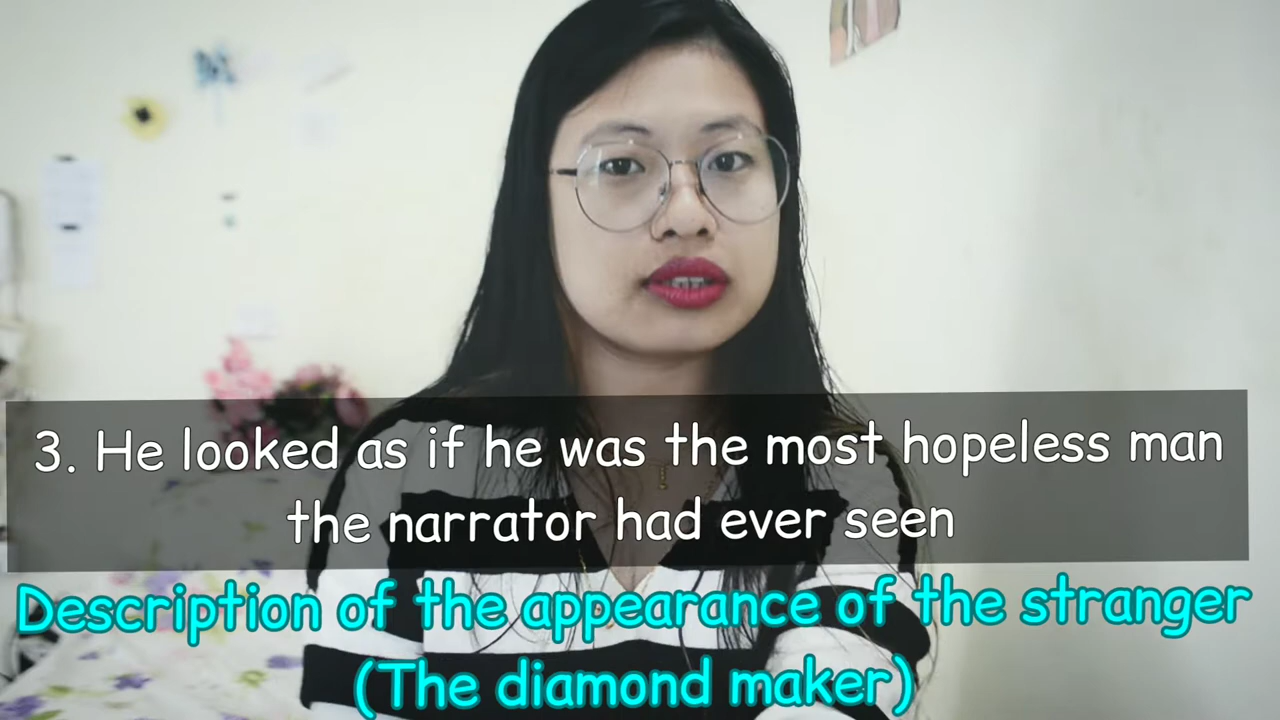 3. He looked as if he was the most hopeless man
the narrator had ever seen
Description of the appearance of the stranger
(The diamond maker)